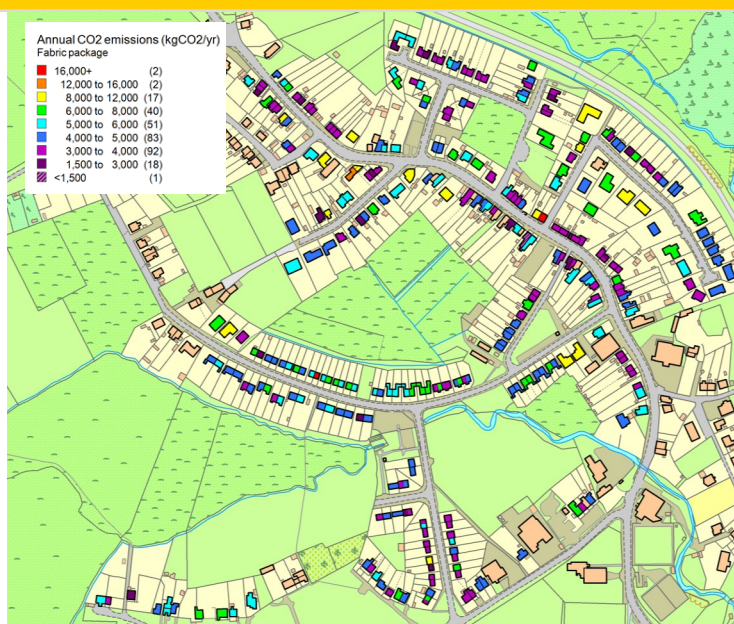 Annual CO2 emissions (kgCO2/yr)
Fabric package
16,000+ (2)
12,000 to 16,000 (2)
8,000 to 12,000 (17)
6,000 to 8,000 (40)
5,000 to 6,000 (51)
4,000 to 5,000 (83)
3,000 to 4,000 (92)
1,500 to 3,000 (18)
<1,500 (1)